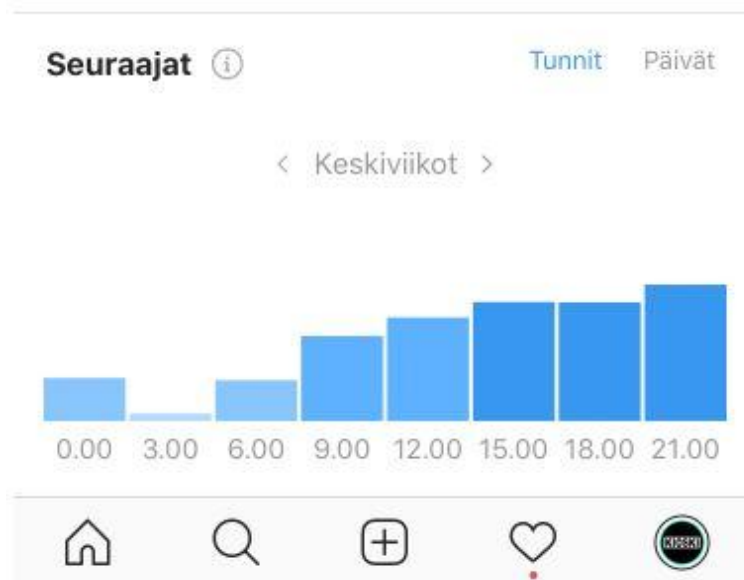 Seuraajat Tunnit Päivät
< Keskiviikot >
0.00 3.00 6.00 9.00 12.00 15.00 18.00 21.00
KIOSKI